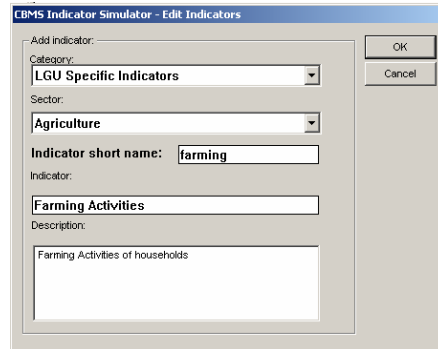 CBMS Indicator Simulator - Edit Indicators
Add indicator:
OK
Category:
LGU Specific Indicators
Cancel
Sector:
Agriculture
Indicator short name: farming
Indicator:
Farming Activities
Description:
Farming Activities of households